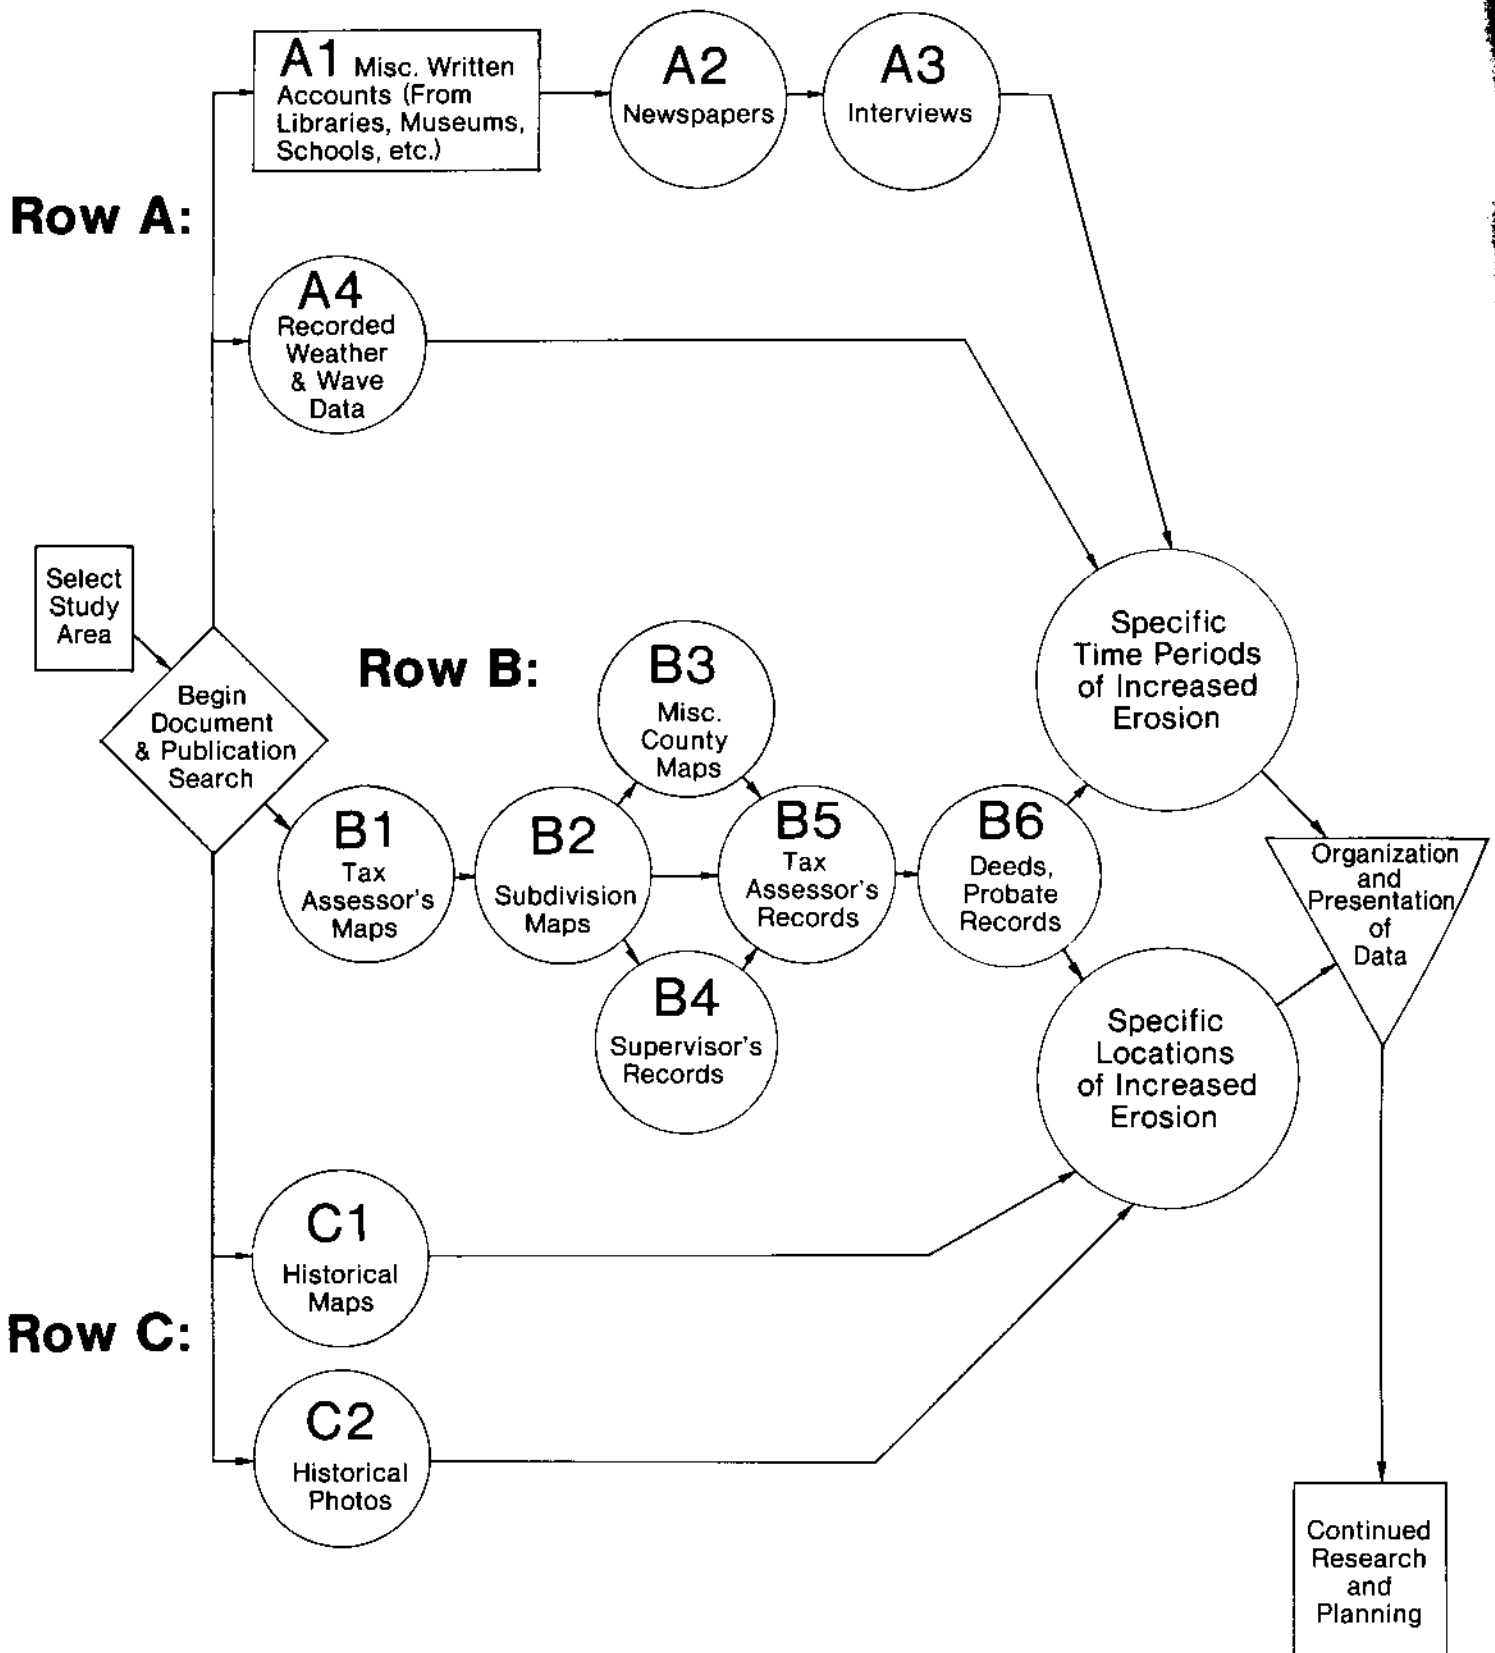 A1 Misc. Written
Accounts (From
Libraries, Museums,
Schools, etc.)
A2
Newspapers
A3
Interviews
Row A:
A4
Recorded
Weather
& Wave
Data
Select
Study
Area
Begin
Document
& Publication
Search
Row B:
B1
Tax
Assessor's
Maps
B2
Subdivision
Maps
B3
Misc.
County
Maps
B4
Supervisor's
Records
B5
Tax
Assessor's
Records
B6
Deeds,
Probate
Records
Specific
Time Periods
of Increased
Erosion
Specific
Locations
of Increased
Erosion
Organization
and
Presentation
of
Data
Row C:
C1
Historical
Maps
C2
Historical
Photos
Continued
Research
and
Planning